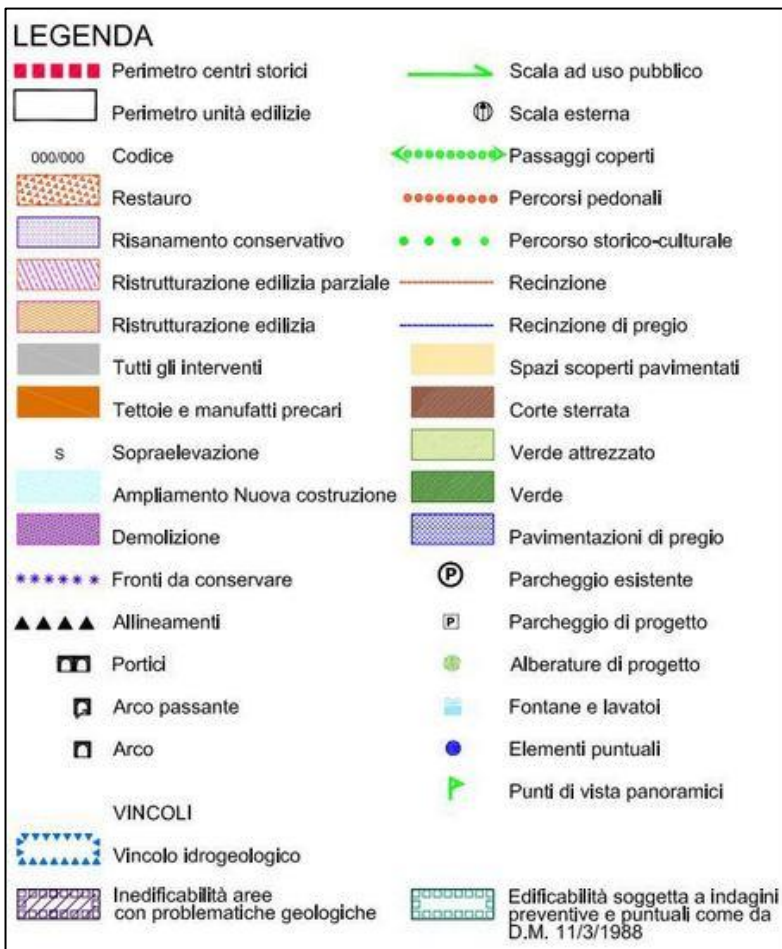 LEGENDA
Perimetro centri storici
Perimetro unità edilizie
000/000 Codice
Restauro
Risanamento conservativo
Ristrutturazione edilizia parziale
Ristrutturazione edilizia
Tutti gli interventi
Tettoie e manufatti precari
S Sopraelevazione
Ampliamento Nuova costruzione
Demolizione
Fronti da conservare
Allineamenti
Portici
Arco passante
Arco
VINCOLI
Vincolo idrogeologico
Inedificabilità aree
con problematiche geologiche
Scala ad uso pubblico
Scala esterna
Passaggi coperti
Percorsi pedonali
Percorso storico-culturale
Recinzione
Recinzione di pregio
Spazi scoperti pavimentati
Corte sterrata
Verde attrezzato
Verde
Pavimentazioni di pregio
P Parcheggio esistente
P Parcheggio di progetto
Alberature di progetto
Fontane e lavatoi
Elementi puntuali
Punti di vista panoramici
Edificabilità soggetta a indagini
preventive e puntuali come da
D.M. 11/3/1988